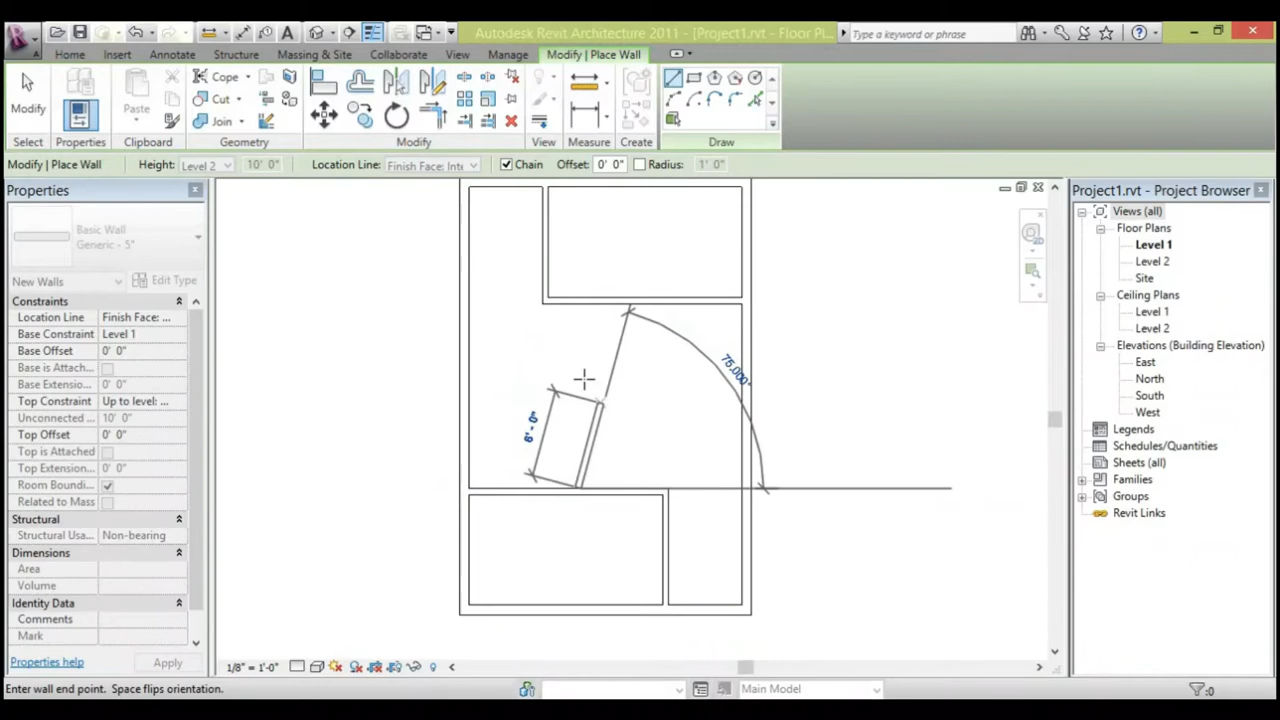 Autodesk Revit Architecture 2011 - [Project1.rvt - Floor PL...
Type a keyword or phrase
Home Insert Annotate Structure Massing & Site Collaborate View Manage Modify | Place Wall
Modify
Paste
Cope
Cut
Join
Select Properties Clipboard Geometry Modify View Measure Create Draw
Modify | Place Wall Height: Level 2 10' 0" Location Line: Finish Face: Int Chain Offset: 0' 0" Radius: 1' 0"
Properties
Basic Wall
Generic - 5"
New Walls Edit Type
Constraints
Location Line Finish Face: ...
Base Constraint Level 1
Base Offset 0' 0"
Base is Attach...
Base Extensio... 0' 0"
Top Constraint Up to level: ...
Unconnected ... 10' 0"
Top Offset 0' 0"
Top is Attached
Top Extension... 0' 0"
Room Boundi...
Related to Mass
Structural
Structural Usa... Non-bearing
Dimensions
Area
Volume
Identity Data
Comments
Mark
Properties help Apply
75.000°
6' - 0"
Project1.rvt - Project Browser
Views (all)
Floor Plans
Level 1
Level 2
Site
Ceiling Plans
Level 1
Level 2
Elevations (Building Elevation)
East
North
South
West
Legends
Schedules/Quantities
Sheets (all)
Families
Groups
Revit Links
1/8" = 1'-0"
Enter wall end point. Space flips orientation.
Main Model
:0